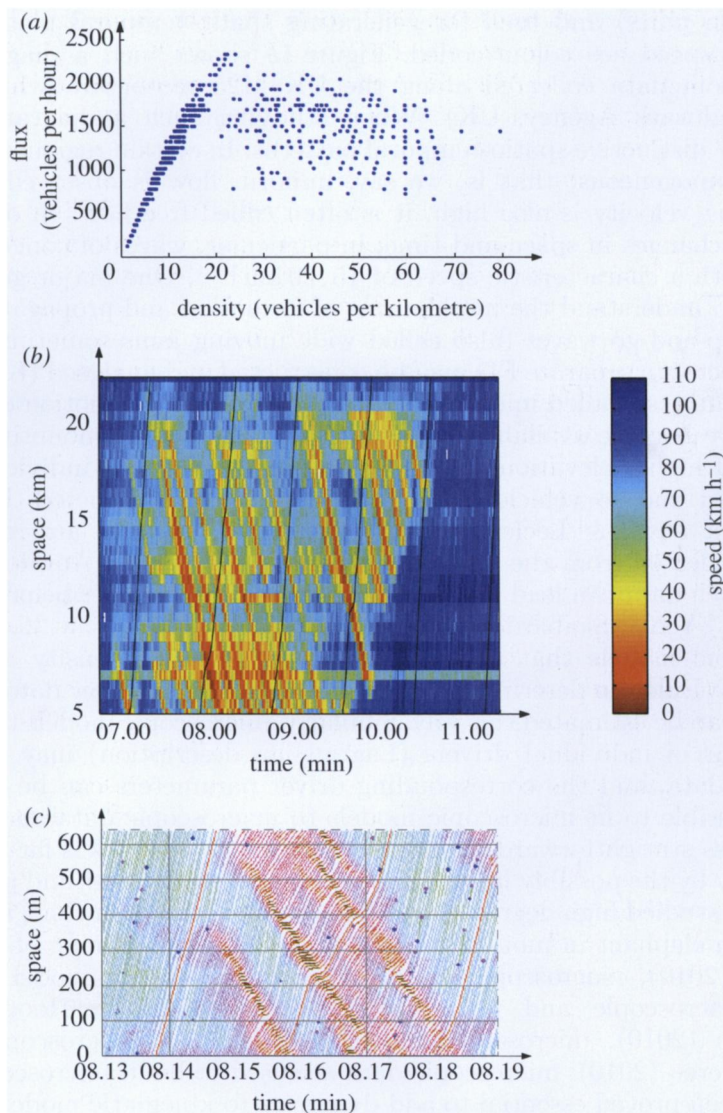 (a)
2500
2000
1500
1000
500
flux
(vehicles per hour)
0 10 20 30 40 50 60 70 80
density (vehicles per kilometre)
(b)
20
15
10
5
space (km)
07.00 08.00 09.00 10.00 11.00
time (min)
110
100
90
80
70
60
50
40
30
20
10
0
speed (km h⁻¹)
(c)
600
500
400
300
200
100
0
space (m)
08.13 08.14 08.15 08.16 08.17 08.18 08.19
time (min)